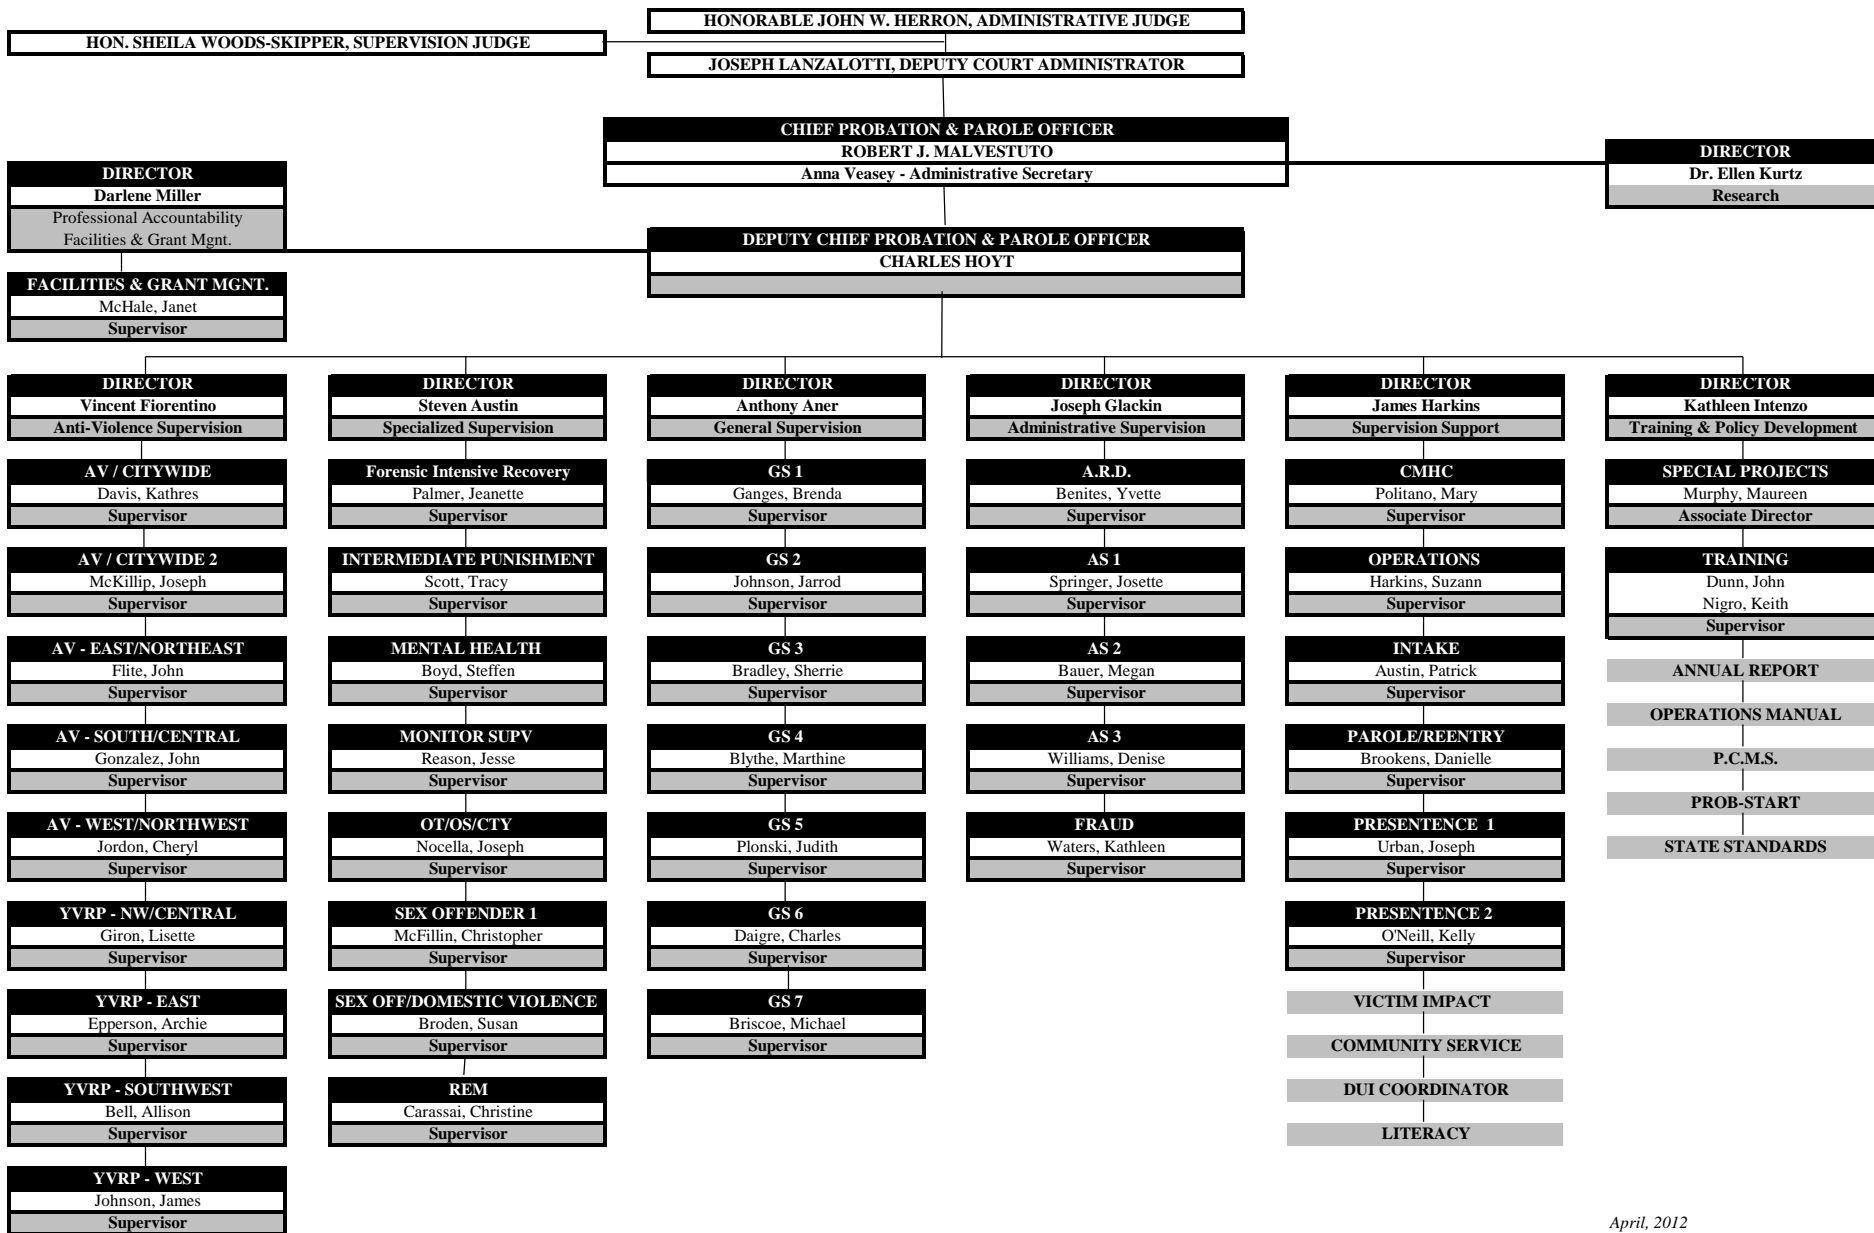 HONORABLE JOHN W. HERRON, ADMINISTRATIVE JUDGE
HON. SHEILA WOODS-SKIPPER, SUPERVISION JUDGE
JOSEPH LANZALOTTI, DEPUTY COURT ADMINISTRATOR
CHIEF PROBATION & PAROLE OFFICER
ROBERT J. MALVESTUTO
Anna Veasey - Administrative Secretary
DIRECTOR
Darlene Miller
Professional Accountability
Facilities & Grant Mgnt.
DIRECTOR
Dr. Ellen Kurtz
Research
DEPUTY CHIEF PROBATION & PAROLE OFFICER
CHARLES HOYT
FACILITIES & GRANT MGNT.
McHale, Janet
Supervisor
DIRECTOR
Vincent Fiorentino
Anti-Violence Supervision
AV / CITYWIDE
Davis, Kathres
Supervisor
AV / CITYWIDE 2
McKillip, Joseph
Supervisor
AV - EAST/NORTHEAST
Flite, John
Supervisor
AV - SOUTH/CENTRAL
Gonzalez, John
Supervisor
AV - WEST/NORTHWEST
Jordon, Cheryl
Supervisor
YVRP - NW/CENTRAL
Giron, Lisette
Supervisor
YVRP - EAST
Epperson, Archie
Supervisor
YVRP - SOUTHWEST
Bell, Allison
Supervisor
YVRP - WEST
Johnson, James
Supervisor
DIRECTOR
Steven Austin
Specialized Supervision
Forensic Intensive Recovery
Palmer, Jeanette
Supervisor
INTERMEDIATE PUNISHMENT
Scott, Tracy
Supervisor
MENTAL HEALTH
Boyd, Steffen
Supervisor
MONITOR SUPV
Reason, Jesse
Supervisor
OT/OS/CTY
Nocella, Joseph
Supervisor
SEX OFFENDER 1
McFillin, Christopher
Supervisor
SEX OFF/DOMESTIC VIOLENCE
Broden, Susan
Supervisor
REM
Carassai, Christine
Supervisor
DIRECTOR
Anthony Aner
General Supervision
GS 1
Ganges, Brenda
Supervisor
GS 2
Johnson, Jarrod
Supervisor
GS 3
Bradley, Sherrie
Supervisor
GS 4
Blythe, Marthine
Supervisor
GS 5
Plonski, Judith
Supervisor
GS 6
Daigre, Charles
Supervisor
GS 7
Briscoe, Michael
Supervisor
DIRECTOR
Joseph Glackin
Administrative Supervision
A.R.D.
Benites, Yvette
Supervisor
AS 1
Springer, Josette
Supervisor
AS 2
Bauer, Megan
Supervisor
AS 3
Williams, Denise
Supervisor
FRAUD
Waters, Kathleen
Supervisor
DIRECTOR
James Harkins
Supervision Support
CMHC
Politano, Mary
Supervisor
OPERATIONS
Harkins, Suzann
Supervisor
INTAKE
Austin, Patrick
Supervisor
PAROLE/REENTRY
Brookens, Danielle
Supervisor
PRESENTENCE 1
Urban, Joseph
Supervisor
PRESENTENCE 2
O'Neill, Kelly
Supervisor
VICTIM IMPACT
COMMUNITY SERVICE
DUI COORDINATOR
LITERACY
DIRECTOR
Kathleen Intenzo
Training & Policy Development
SPECIAL PROJECTS
Murphy, Maureen
Associate Director
TRAINING
Dunn, John
Nigro, Keith
Supervisor
ANNUAL REPORT
OPERATIONS MANUAL
P.C.M.S.
PROB-START
STATE STANDARDS
April, 2012